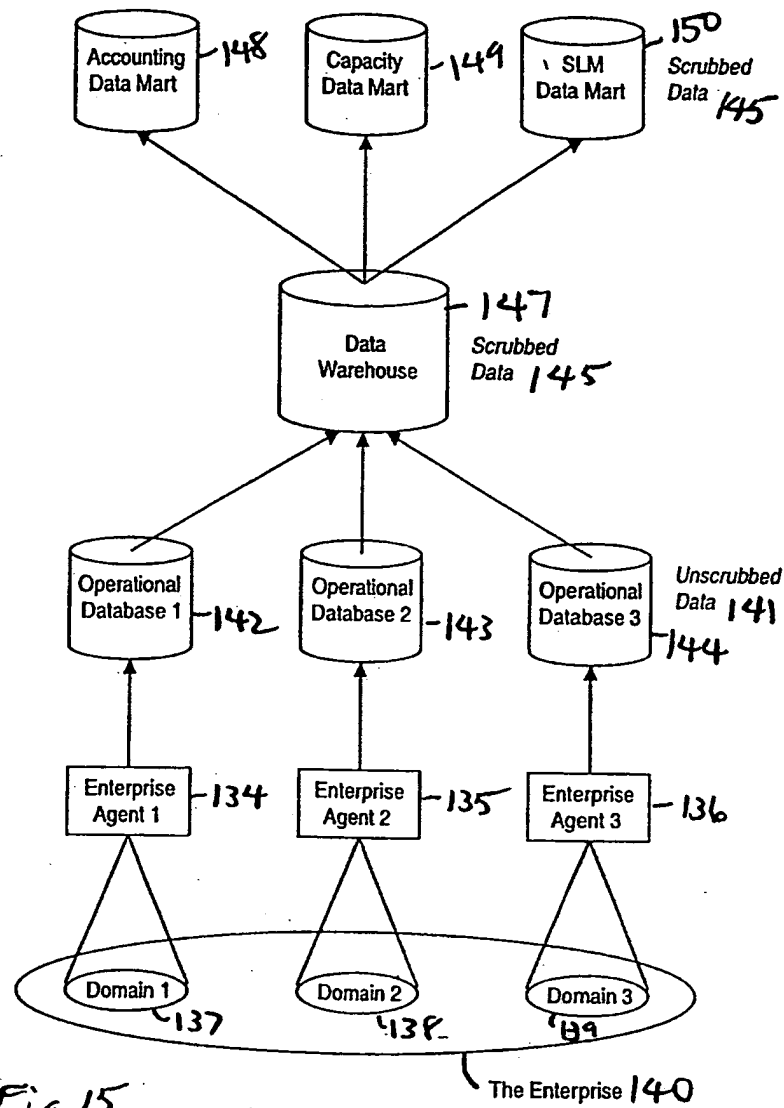 Accounting
Data Mart
148
Capacity
Data Mart
149
SLM
Data Mart
150
Scrubbed
Data 145
Data
Warehouse
147
Scrubbed
Data 145
Operational
Database 1
142
Operational
Database 2
143
Operational
Database 3
144
Unscrubbed
Data 141
Enterprise
Agent 1
134
Enterprise
Agent 2
135
Enterprise
Agent 3
136
Domain 1
137
Domain 2
138
Domain 3
139
The Enterprise 140
Fig 15